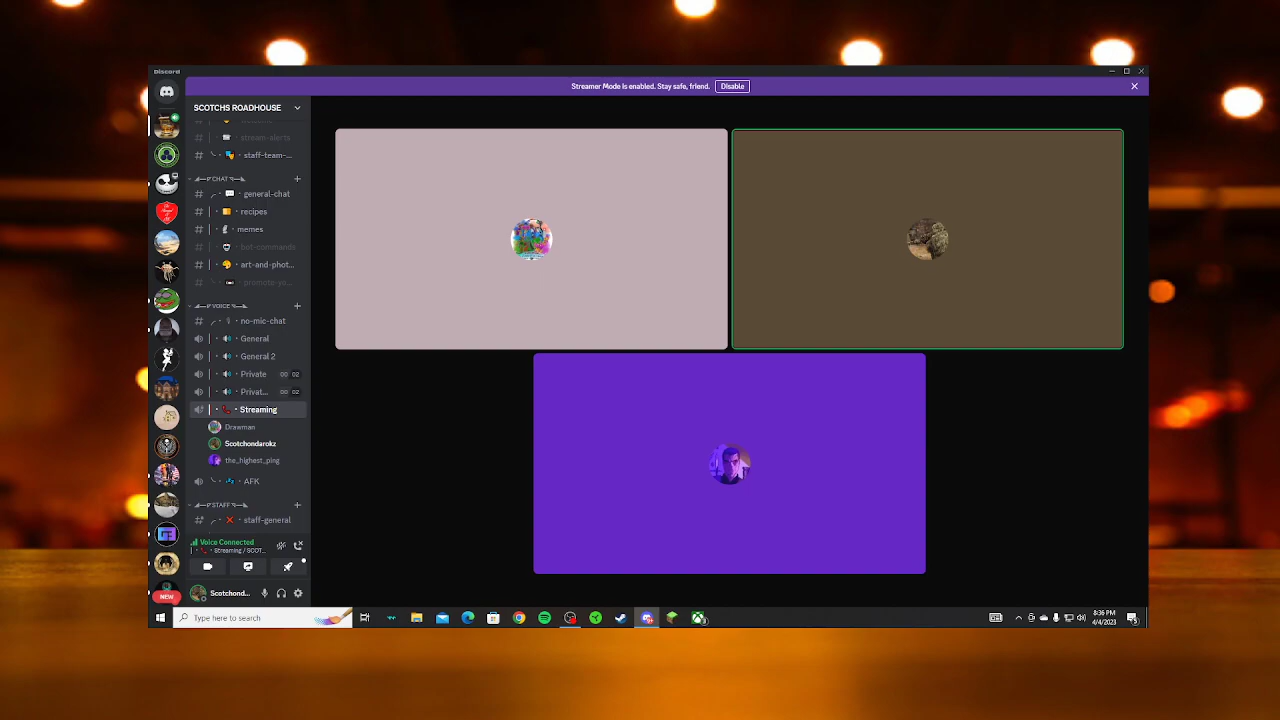 Discord
Streamer Mode is enabled. Stay safe, friend. Disable
SCOTCHS ROADHOUSE
stream-alerts
staff-team-...
CHAT
general-chat
recipes
memes
bot-commands
art-and-phot...
promote-yo...
VOICE
no-mic-chat
General
General 2
Private 00 02
Privat... 00 02
Streaming
Drawman
Scotchondarokz
the_highest_ping
AFK
STAFF
staff-general
Voice Connected
Streaming / SCOT...
NEW
Scotchond...
Type here to search
8:36 PM
4/4/2023